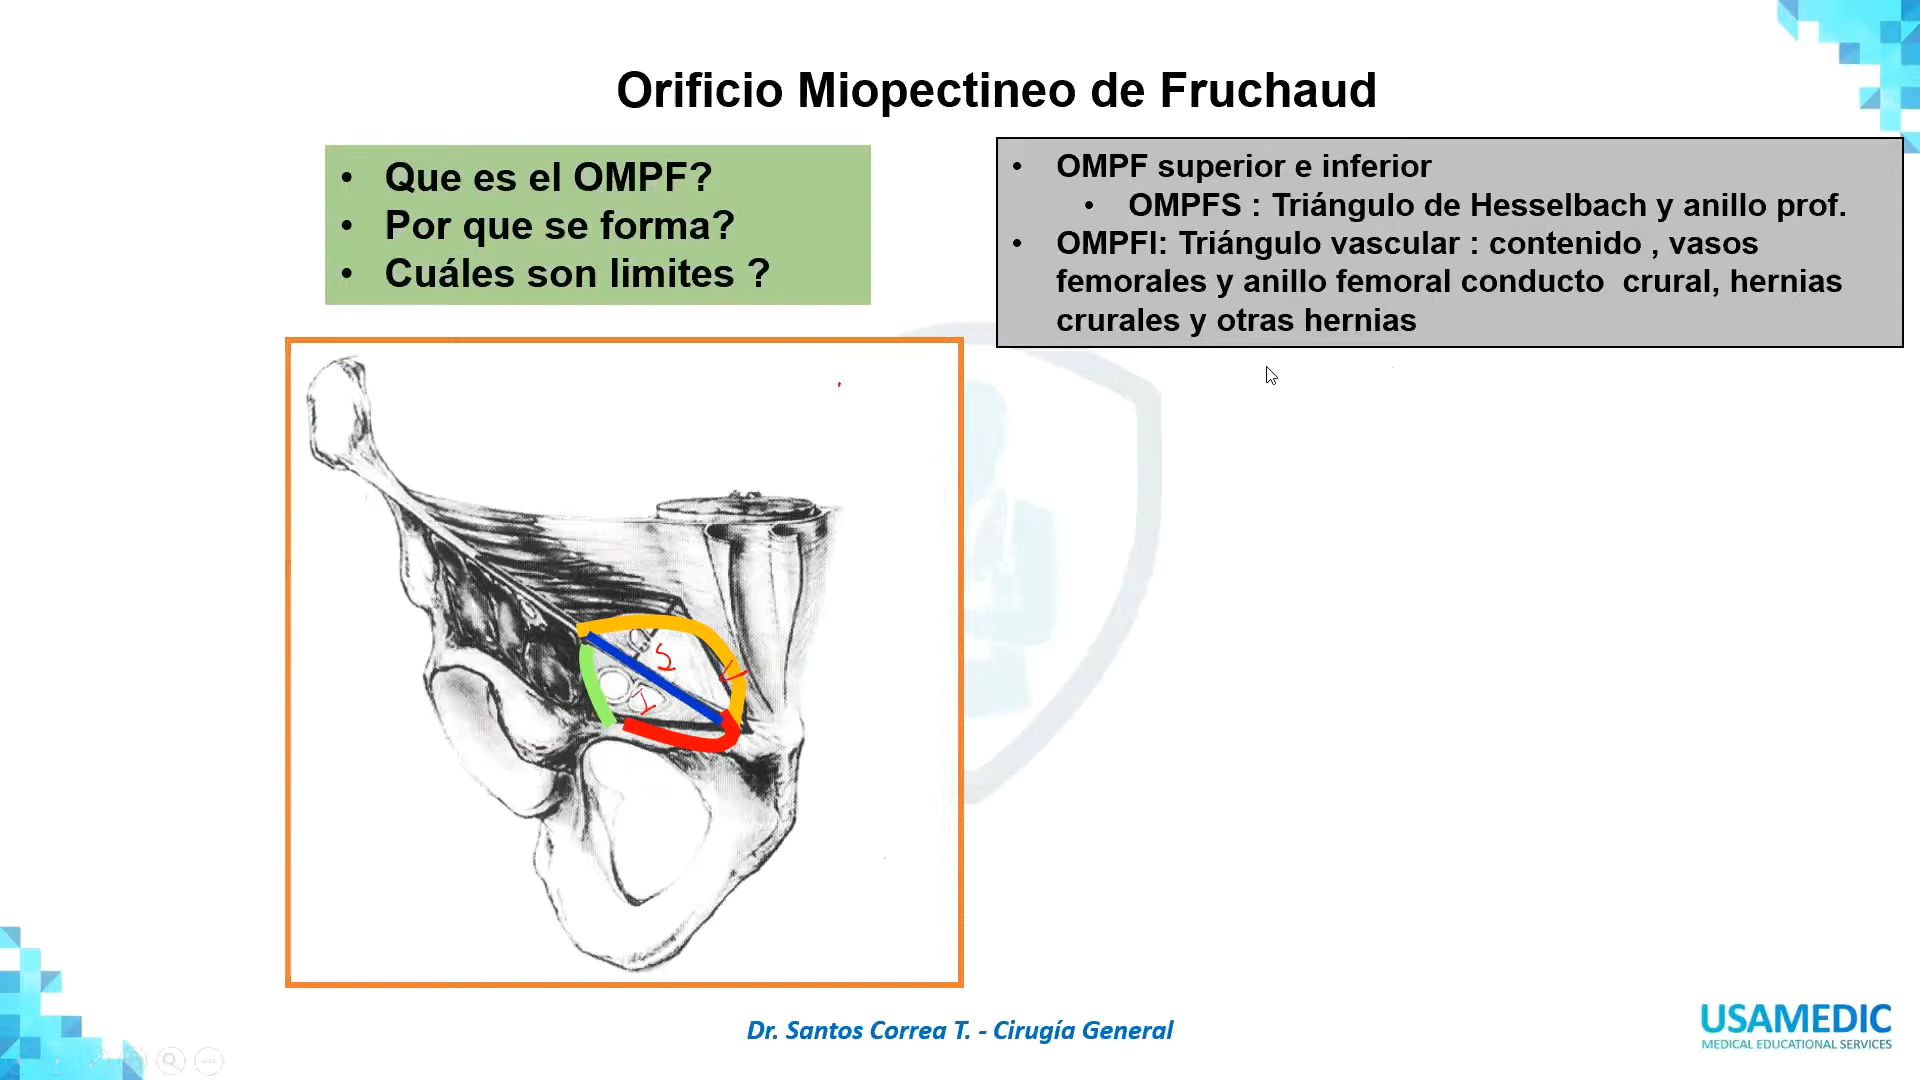 Orificio Miopectineo de Fruchaud
• Que es el OMPF?
• Por que se forma?
• Cuáles son limites ?
• OMPF superior e inferior
• OMPFS : Triángulo de Hesselbach y anillo prof.
• OMPFI: Triángulo vascular : contenido , vasos
femorales y anillo femoral conducto crural, hernias
crurales y otras hernias
S
I
Dr. Santos Correa T. - Cirugía General
USAMEDIC
MEDICAL EDUCATIONAL SERVICES